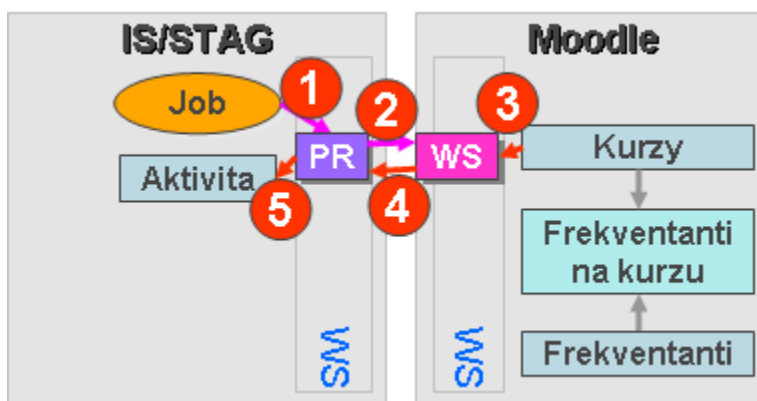 IS/STAG
Moodle
Job
1
2
3
PR
WS
Kurzy
Aktivita
5
4
Frekventanti
na kurzu
WS
WS
Frekventanti